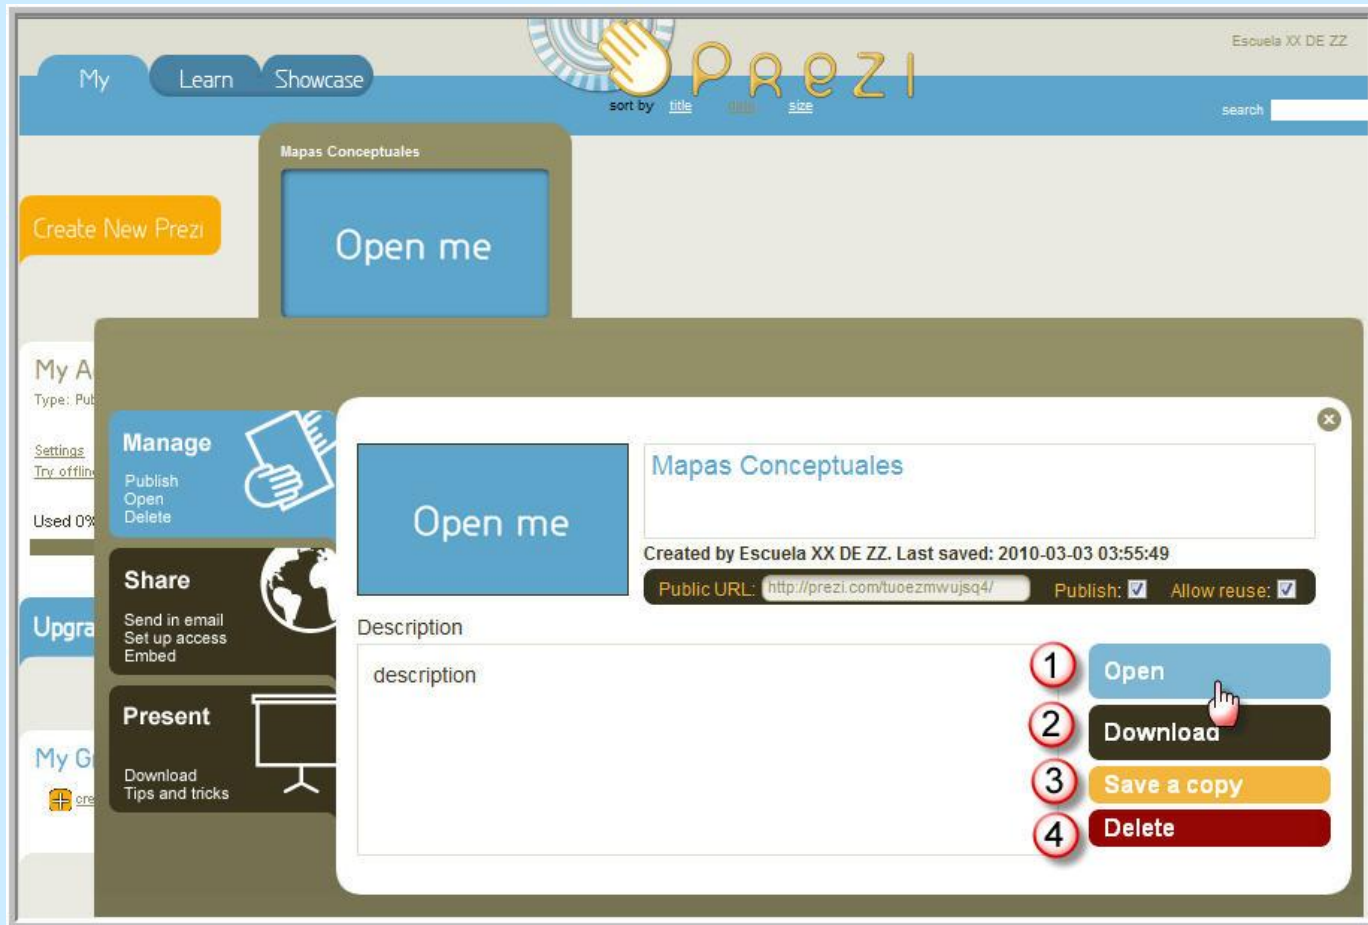 Escuela XX DE ZZ
My Learn Showcase
PREZI
sort by title date size
search
Mapas Conceptuales
Create New Prezi
Open me
My A
Type: Pub
Settings
Try offline
Used 0%
Upgra
My G
cre
Manage
Publish
Open
Delete
Share
Send in email
Set up access
Embed
Present
Download
Tips and tricks
Open me
Mapas Conceptuales
Created by Escuela XX DE ZZ. Last saved: 2010-03-03 03:55:49
Public URL: http://prezi.com/tuoezmwujsq4/ Publish: Allow reuse:
Description
description
1 Open
2 Download
3 Save a copy
4 Delete